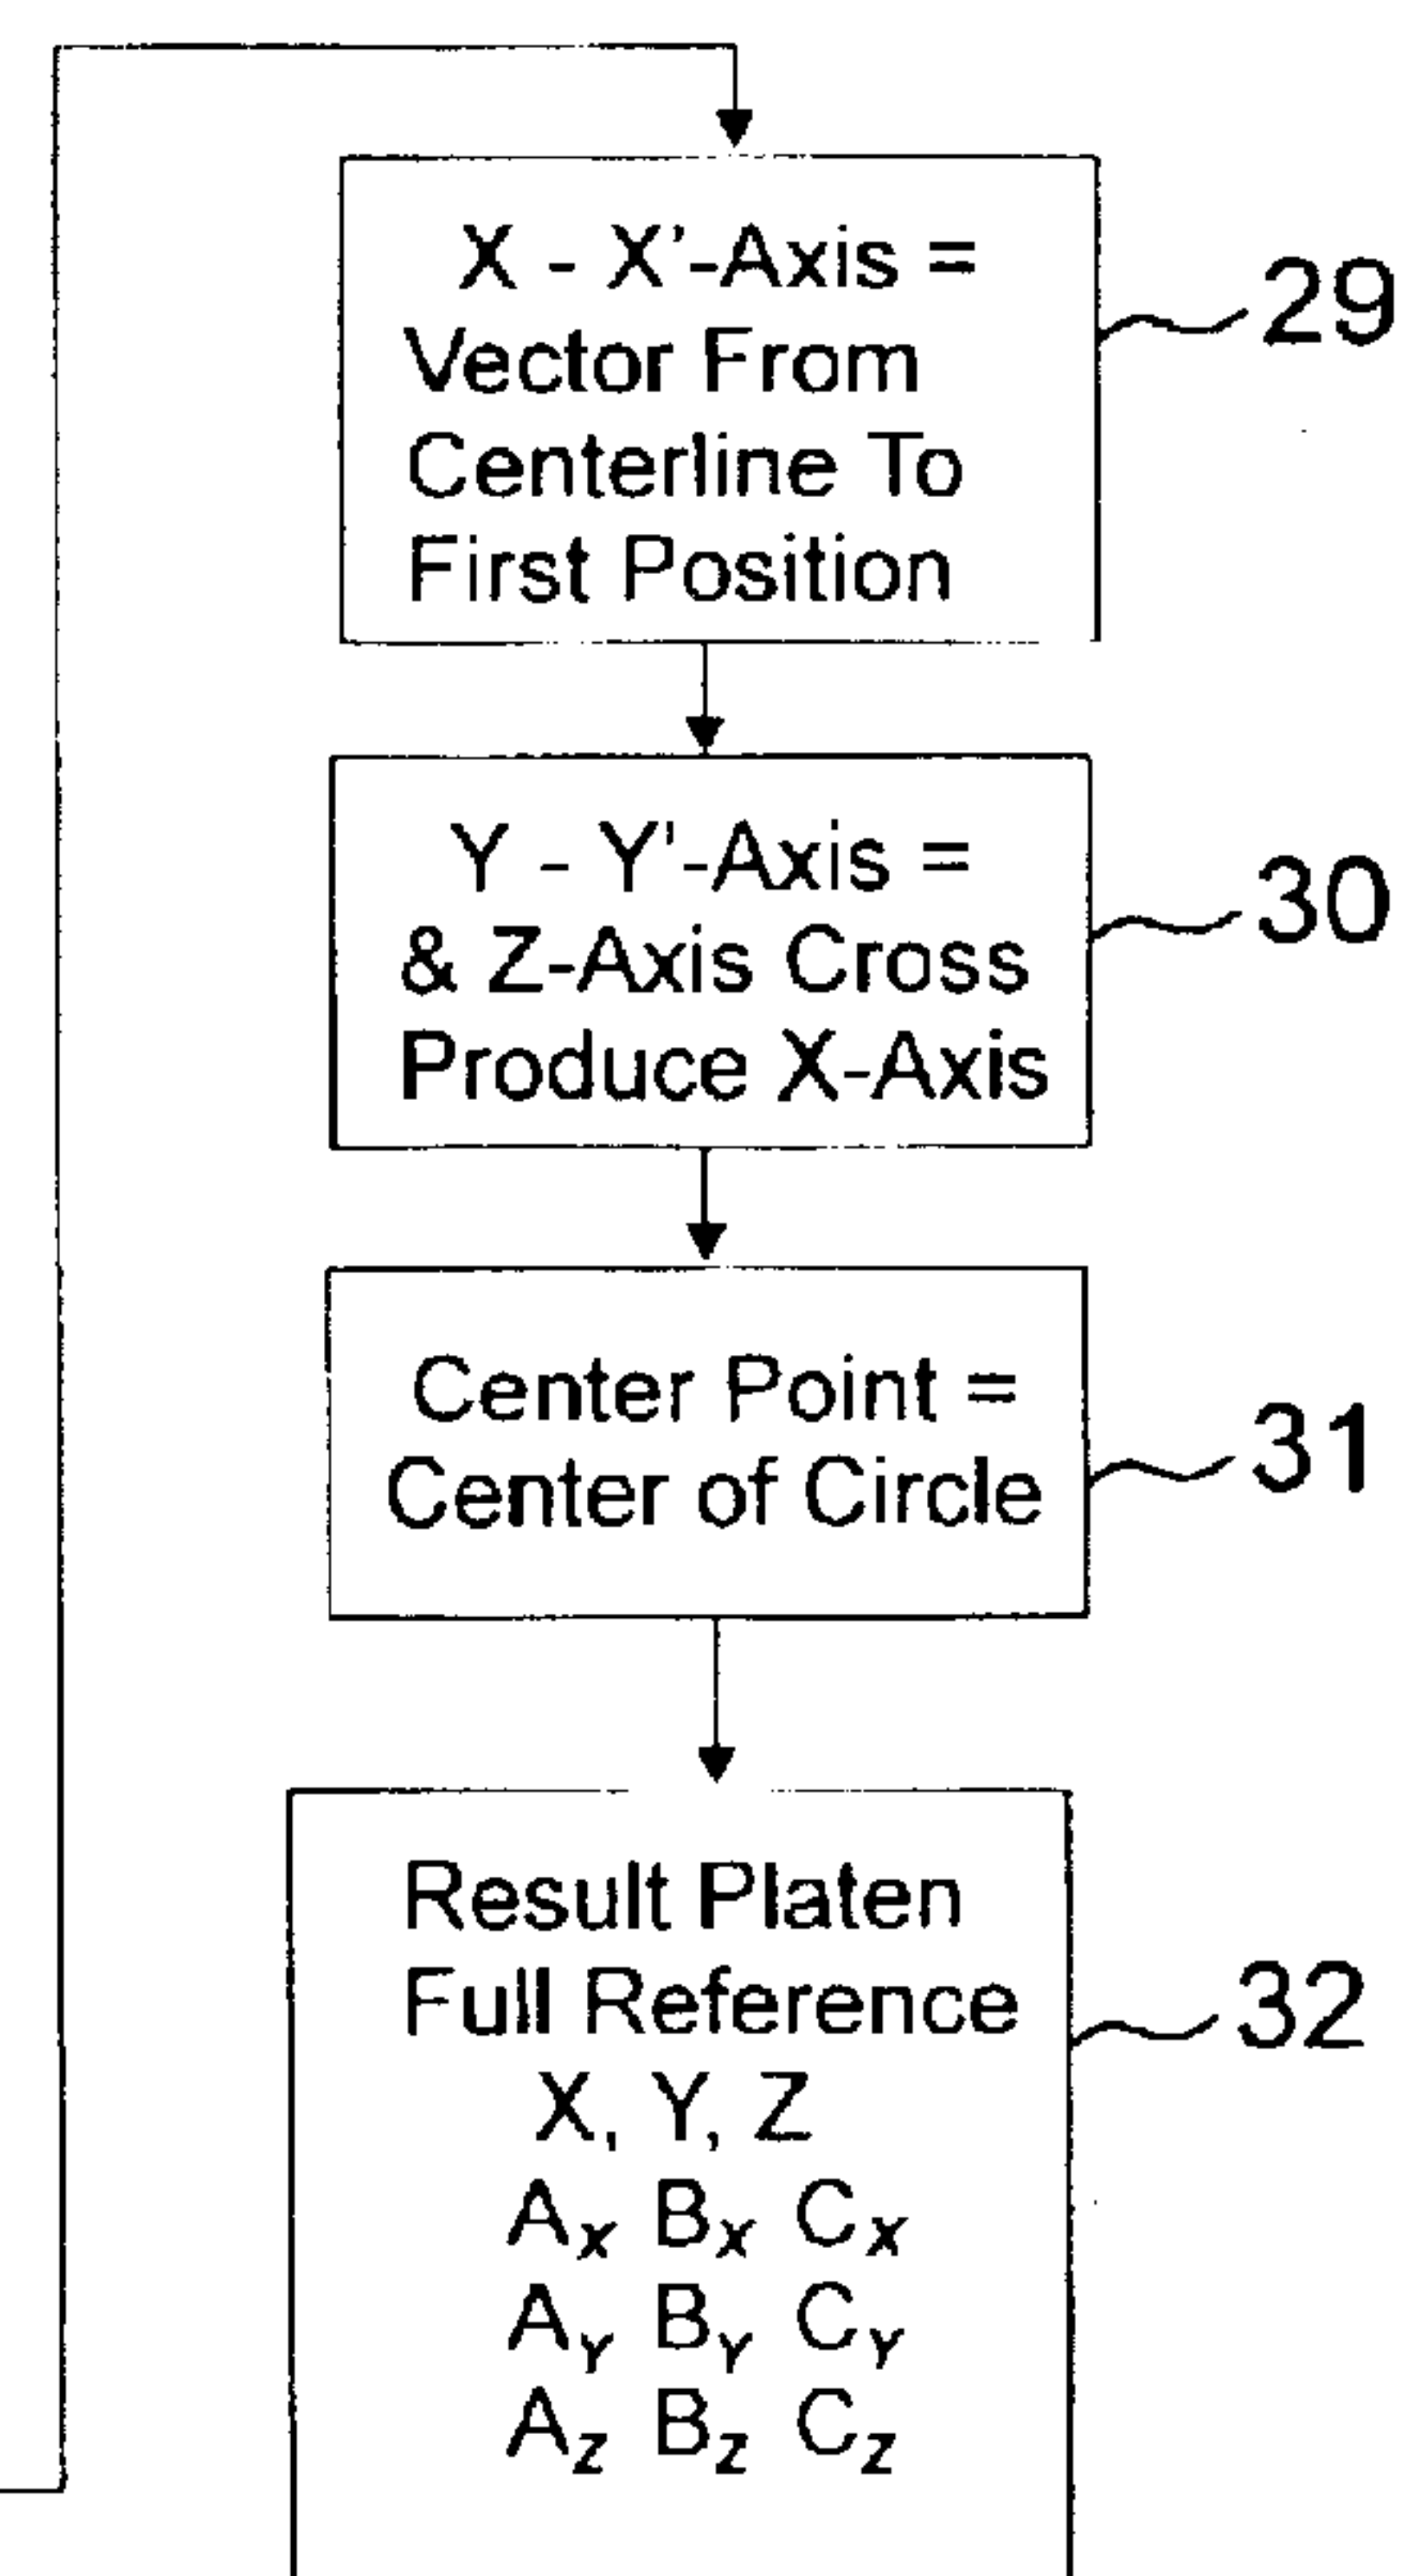 X - X'-Axis =
Vector From
Centerline To
First Position
29
Y - Y'-Axis =
& Z-Axis Cross
Produce X-Axis
30
Center Point =
Center of Circle
31
Result Platen
Full Reference
X, Y, Z
AX BX CX
AY BY CY
AZ BZ CZ
32